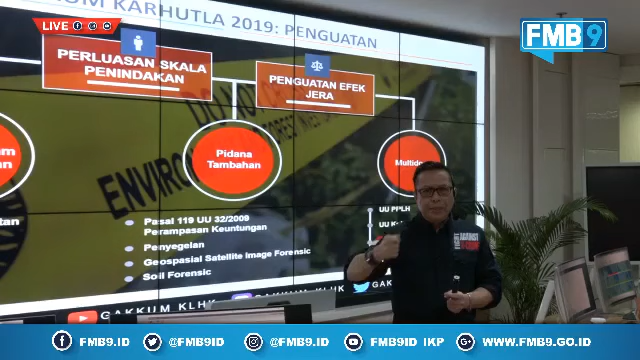 LIVE
FMB9
KARHUTLA 2019: PENGUATAN
PERLUASAN SKALA
PENINDAKAN
PENGUATAN EFEK
JERA
Pidana
Tambahan
Pasal 119 UU 32/2009
Perampasan Keuntungan
Penyegelan
Geospasial Satellite Image Forensic
Soil Forensic
UU PPLH
GAKKUM KLHK
FMB9.ID
@FMB9ID
@FMB9.ID
FMB9ID IKP
WWW.FMB9.GO.ID